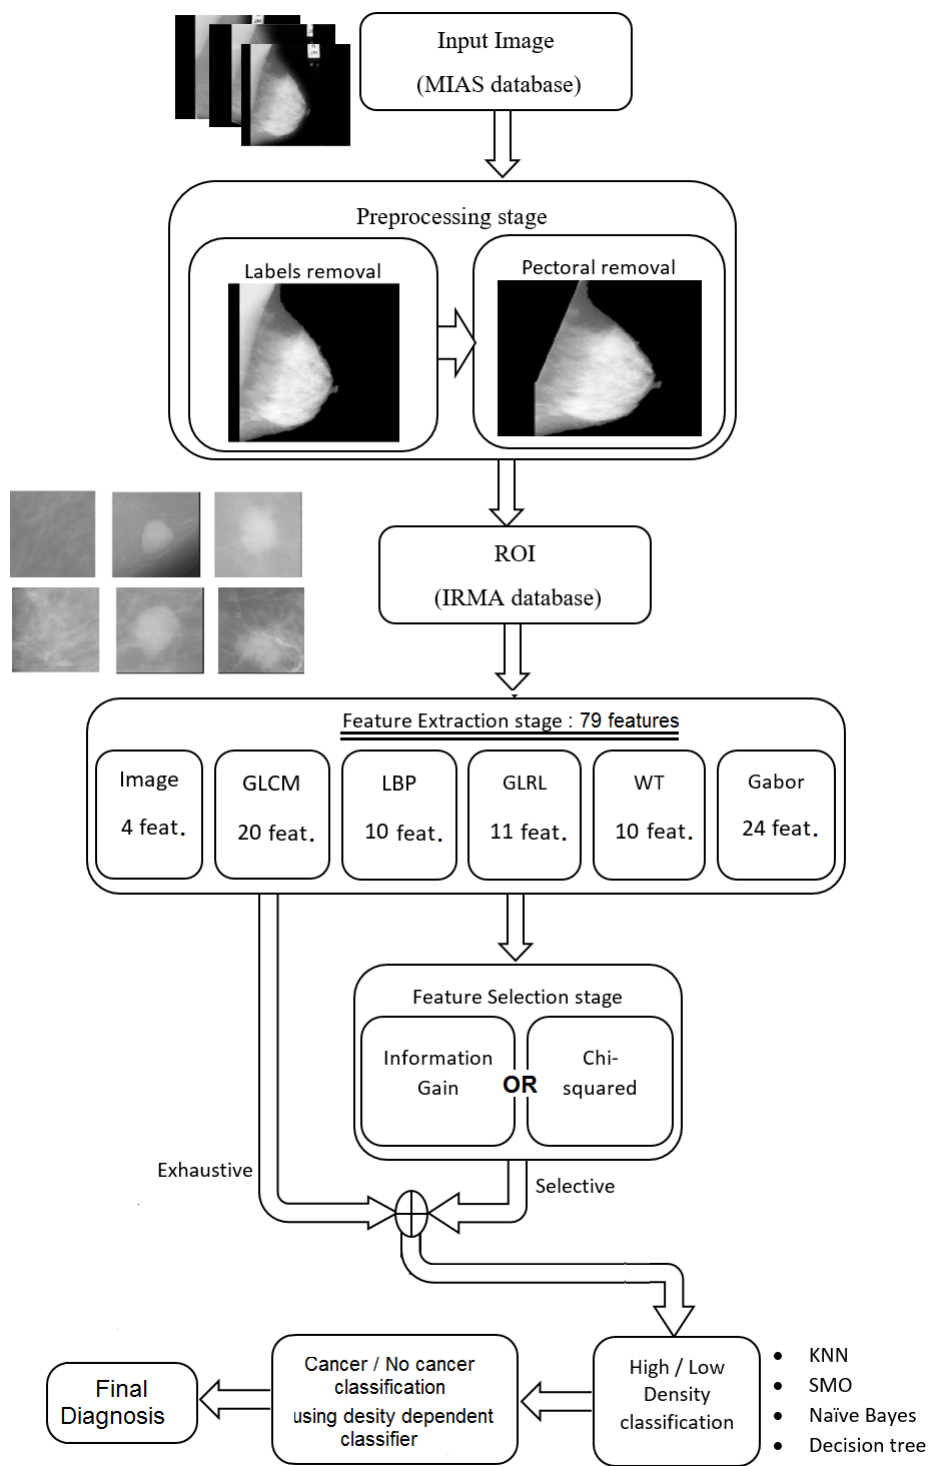 Input Image
(MIAS database)
Preprocessing stage
Labels removal
Pectoral removal
ROI
(IRMA database)
Feature Extraction stage : 79 features
Image
4 feat.
GLCM
20 feat.
LBP
10 feat.
GLRL
11 feat.
WT
10 feat.
Gabor
24 feat.
Feature Selection stage
Information
Gain
OR
Chi-
squared
Exhaustive
Selective
High / Low
Density
classification
• KNN
• SMO
• Naïve Bayes
• Decision tree
Cancer / No cancer
classification
using desity dependent
classifier
Final
Diagnosis